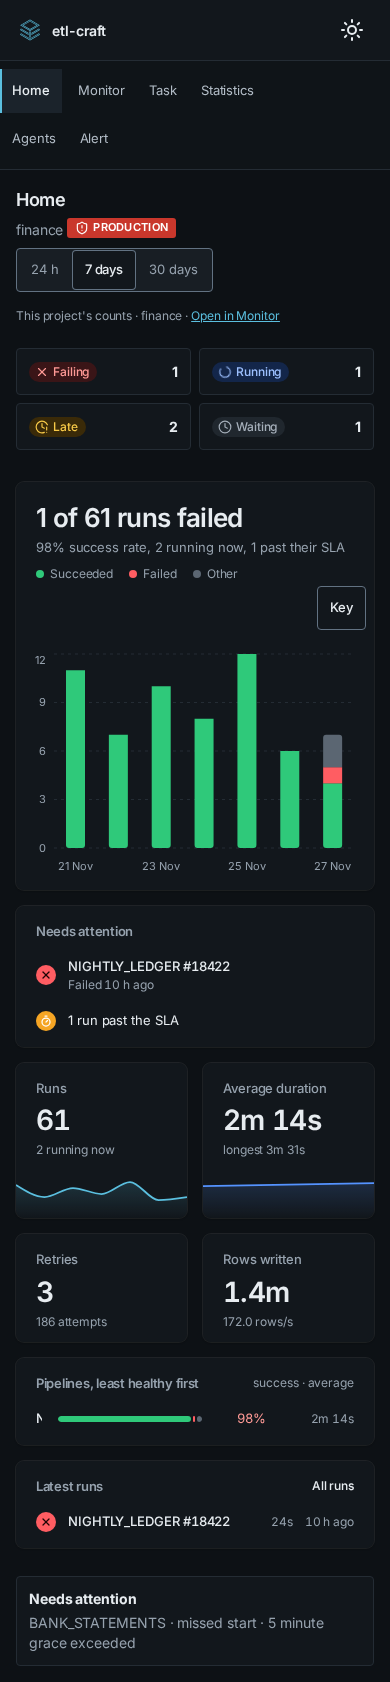 etl-craft
Home Monitor Task Statistics
Agents Alert
Home
finance PRODUCTION
24 h 7 days 30 days
This project's counts · finance · Open in Monitor
Failing 1 Running 1
Late 2 Waiting 1
1 of 61 runs failed
98% success rate, 2 running now, 1 past their SLA
Succeeded Failed Other
Key
12
9
6
3
0
21 Nov 23 Nov 25 Nov 27 Nov
Needs attention
NIGHTLY_LEDGER #18422
Failed 10 h ago
1 run past the SLA
Runs Average duration
61 2m 14s
2 running now longest 3m 31s
Retries Rows written
3 1.4m
186 attempts 172.0 rows/s
Pipelines, least healthy first success · average
98% 2m 14s
Latest runs All runs
NIGHTLY_LEDGER #18422 24s 10 h ago
Needs attention
BANK_STATEMENTS · missed start · 5 minute
grace exceeded